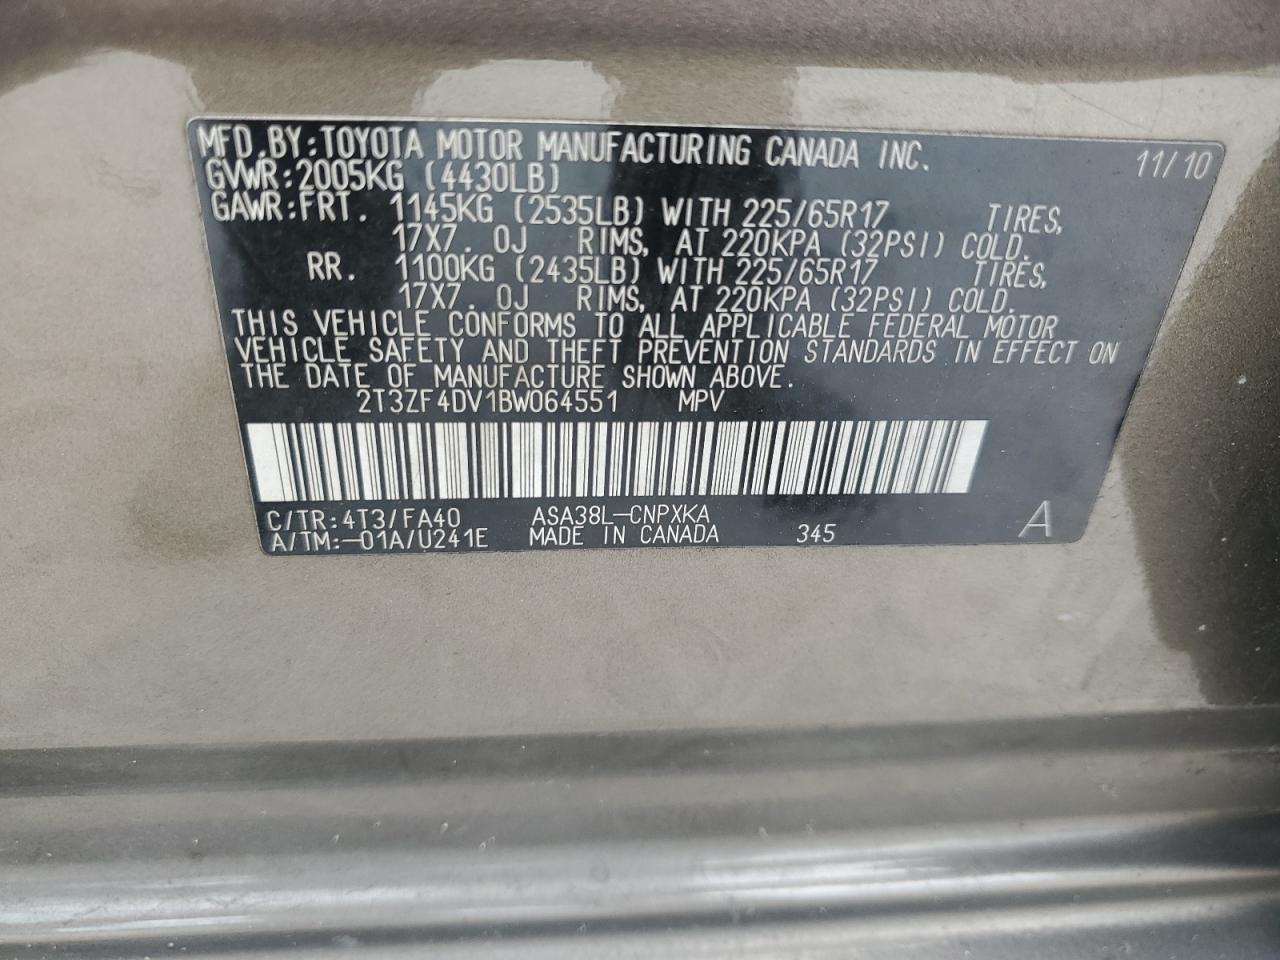 MFD.BY:TOYOTA MOTOR MANUFACTURING CANADA INC. 11/10
GVWR:2005KG (4430LB)
GAWR:FRT. 1145KG (2535LB) WITH 225/65R17 TIRES,
17X7.0J RIMS, AT 220KPA (32PSI) COLD.
RR. 1100KG (2435LB) WITH 225/65R17 TIRES,
17X7.0J RIMS, AT 220KPA (32PSI) COLD.
THIS VEHICLE CONFORMS TO ALL APPLICABLE FEDERAL MOTOR
VEHICLE SAFETY AND THEFT PREVENTION STANDARDS IN EFFECT ON
THE DATE OF MANUFACTURE SHOWN ABOVE.
2T3ZF4DV1BW064551 MPV
C/TR:4T3/FA40 ASA38L-CNPXKA
A/TM:-01A/U241E MADE IN CANADA 345 A